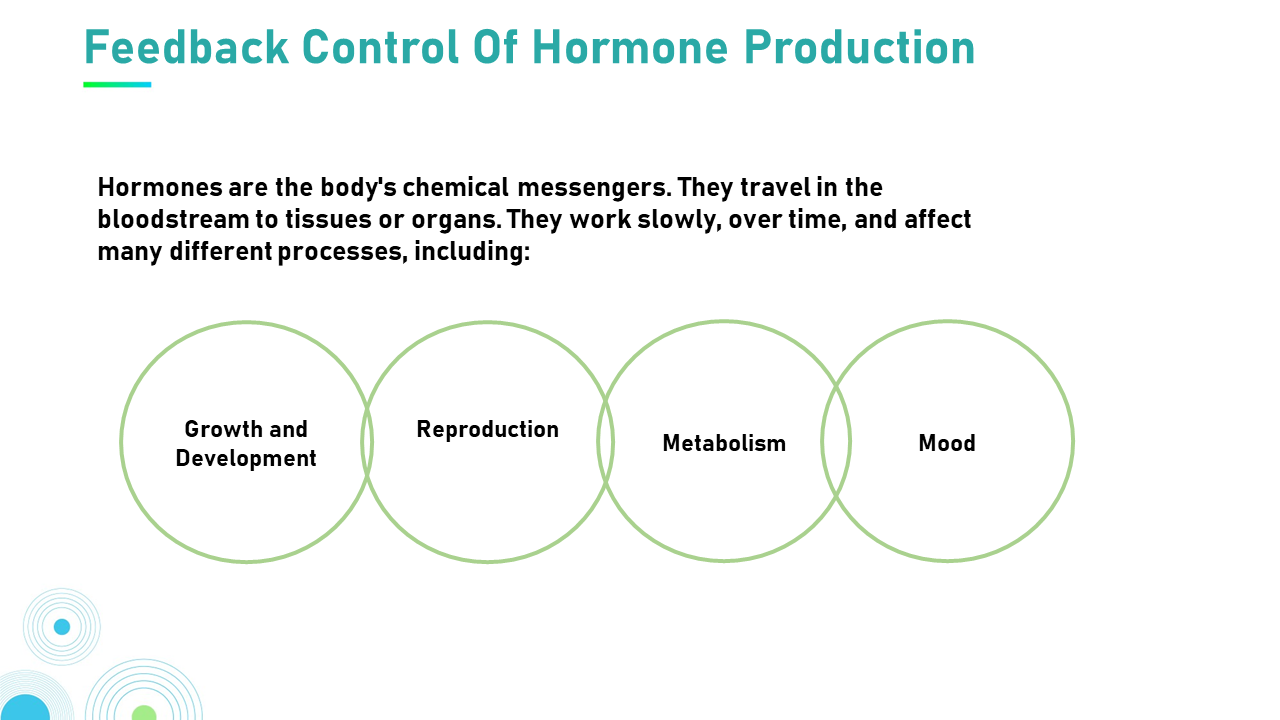 Feedback Control Of Hormone Production
Hormones are the body's chemical messengers. They travel in the
bloodstream to tissues or organs. They work slowly, over time, and affect
many different processes, including:
Growth and
Development
Reproduction
Metabolism
Mood